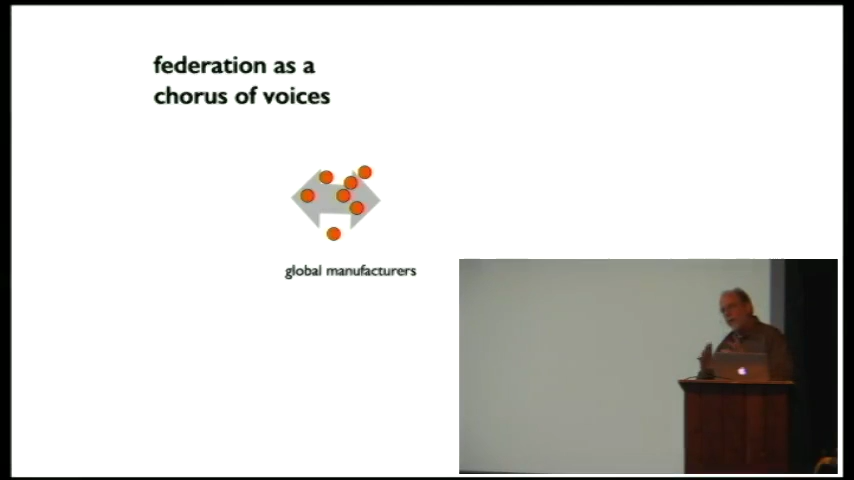 federation as a
chorus of voices
global manufacturers